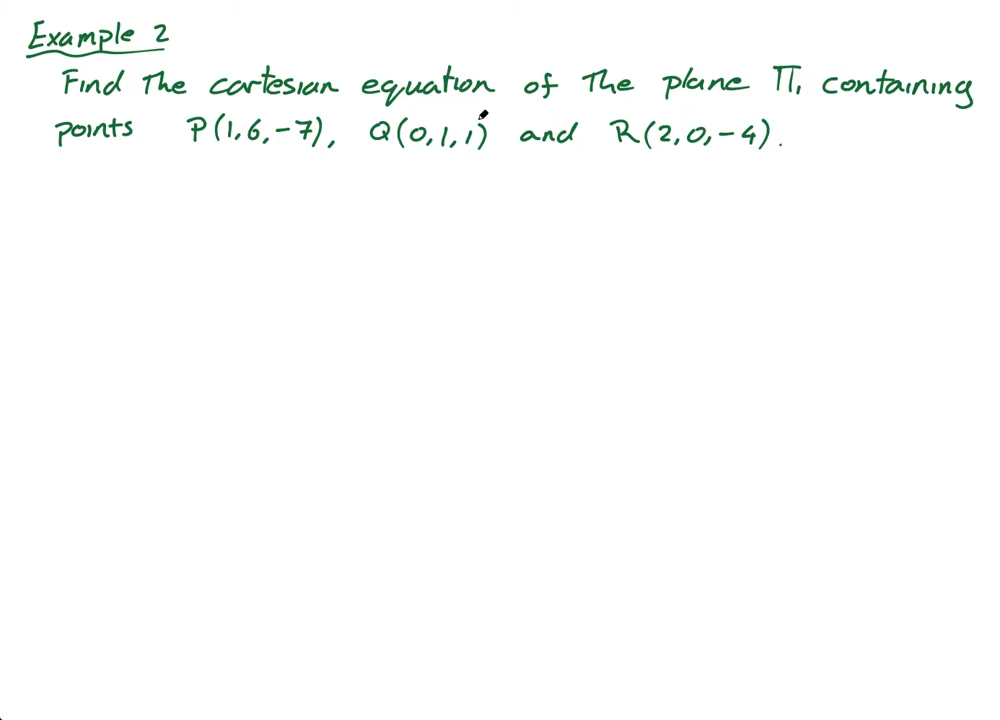 Example 2
Find the cartesian equation of the plane Π₁ containing
points P(1, 6, -7), Q(0, 1, 1) and R(2, 0, -4).